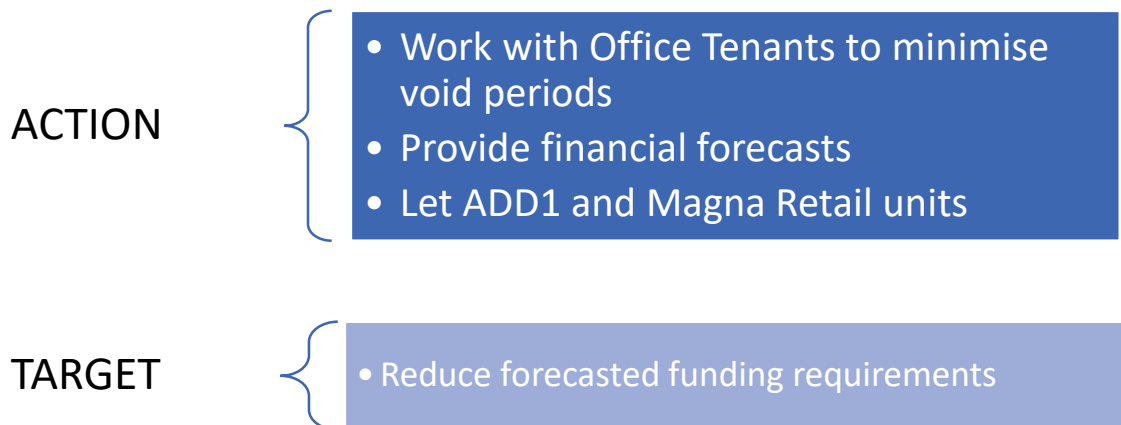 ACTION
• Work with Office Tenants to minimise
void periods
• Provide financial forecasts
• Let ADD1 and Magna Retail units
TARGET
• Reduce forecasted funding requirements